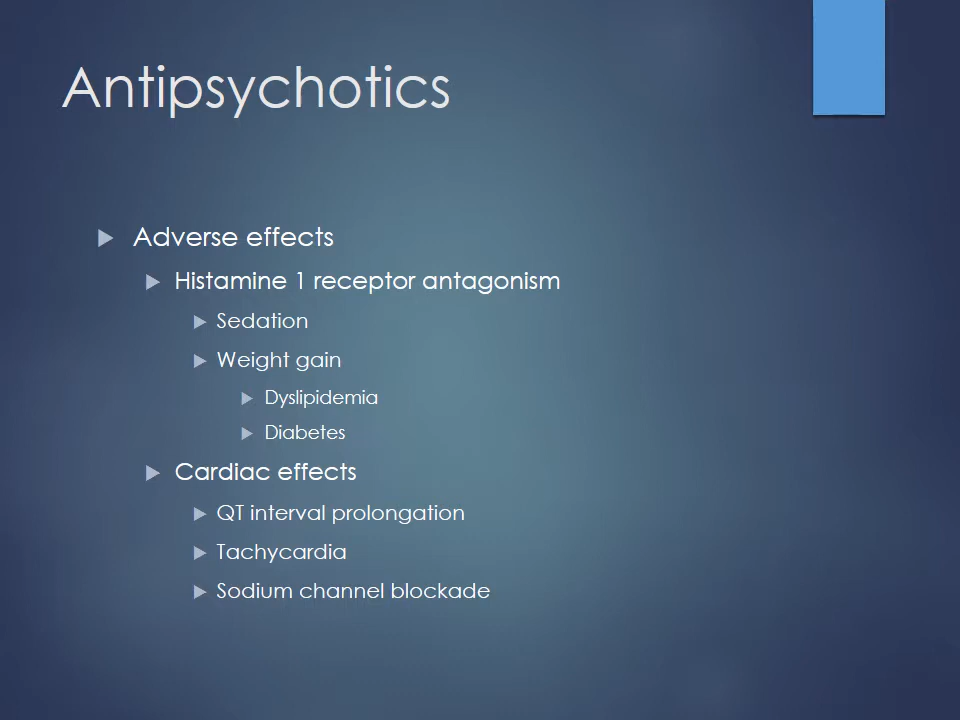 Antipsychotics
Adverse effects
Histamine 1 receptor antagonism
Sedation
Weight gain
Dyslipidemia
Diabetes
Cardiac effects
QT interval prolongation
Tachycardia
Sodium channel blockade